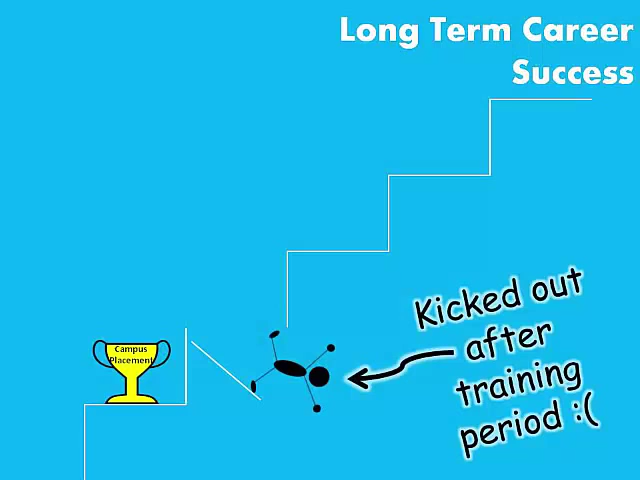 Long Term Career
Success
Campus
Placement
Kicked out
after
training
period :(